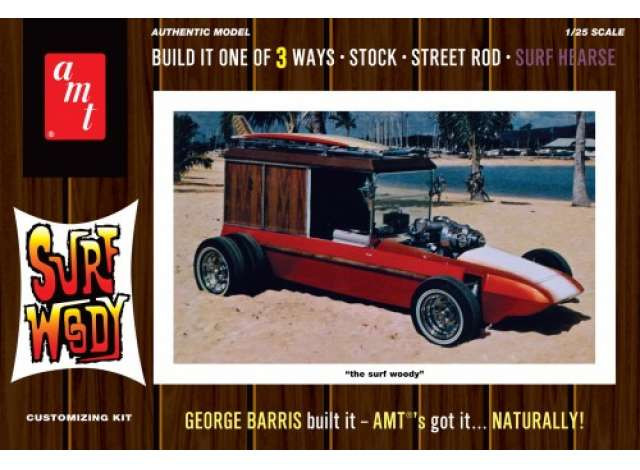 AUTHENTIC MODEL
1/25 SCALE
BUILD IT ONE OF 3 WAYS · STOCK · STREET ROD · SURF HEARSE
amt
®
SURF
WOODY
"the surf woody"
CUSTOMIZING KIT
GEORGE BARRIS built it – AMT®'s got it... NATURALLY!